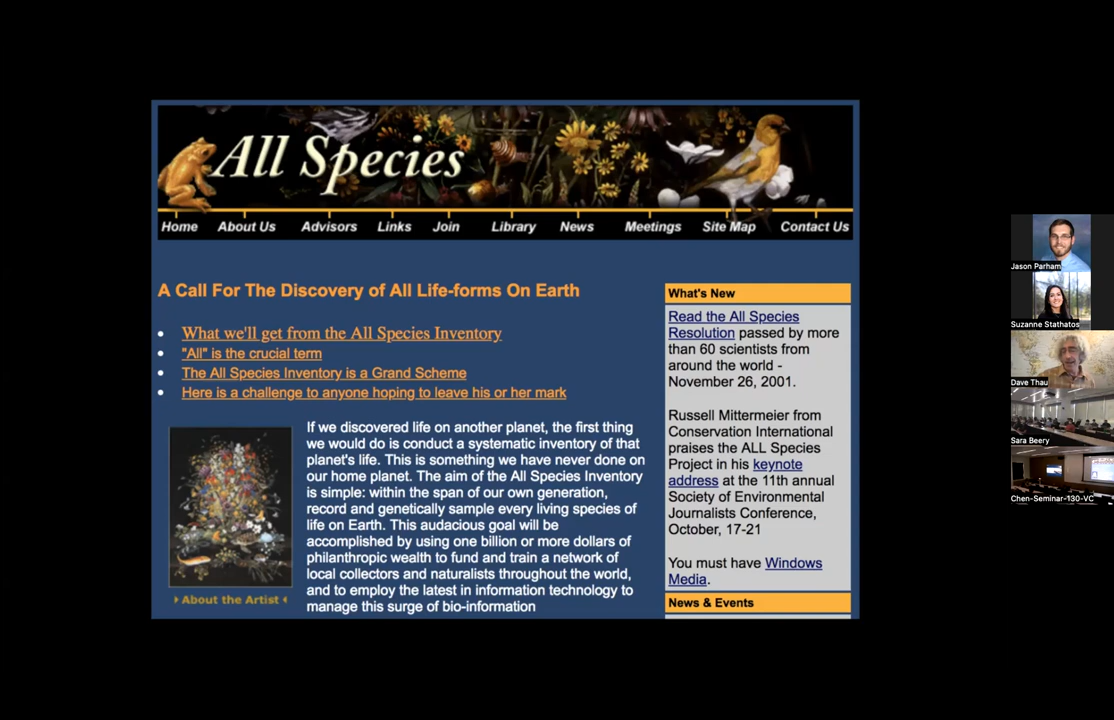 All Species
Home About Us Advisors Links Join Library News Meetings Site Map Contact Us
A Call For The Discovery of All Life-forms On Earth
What we'll get from the All Species Inventory
"All" is the crucial term
The All Species Inventory is a Grand Scheme
Here is a challenge to anyone hoping to leave his or her mark
If we discovered life on another planet, the first thing
we would do is conduct a systematic inventory of that
planet's life. This is something we have never done on
our home planet. The aim of the All Species Inventory
is simple: within the span of our own generation,
record and genetically sample every living species of
life on Earth. This audacious goal will be
accomplished by using one billion or more dollars of
philanthropic wealth to fund and train a network of
local collectors and naturalists throughout the world,
and to employ the latest in information technology to
manage this surge of bio-information
About the Artist
What's New
Read the All Species
Resolution passed by more
than 60 scientists from
around the world -
November 26, 2001.
Russell Mittermeier from
Conservation International
praises the ALL Species
Project in his keynote
address at the 11th annual
Society of Environmental
Journalists Conference,
October, 17-21
You must have Windows
Media.
News & Events
Jason Parham
Suzanne Stathatos
Dave Thau
Sara Beery
Chen-Seminar-130-VC